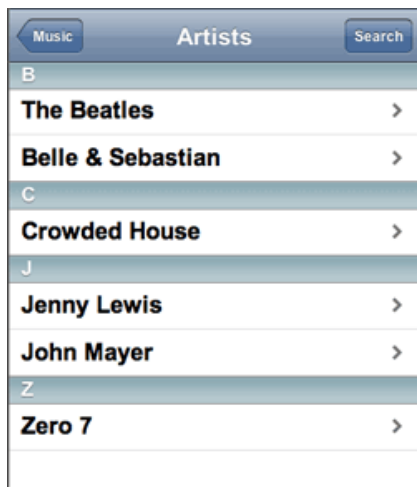 Music Artists Search
B
The Beatles
Belle & Sebastian
C
Crowded House
J
Jenny Lewis
John Mayer
Z
Zero 7